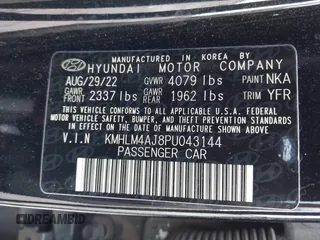 MANUFACTURED IN KOREA BY
HYUNDAI MOTOR COMPANY
AUG/29/22 GVWR 4079 lbs PAINT NKA
GAWR FRONT 2337 lbs GAWR REAR 1962 lbs TRIM YFR
THIS VEHICLE CONFORMS TO ALL APPLICABLE U.S.
FEDERAL MOTOR VEHICLE SAFETY, BUMPER, AND
THEFT PREVENTION STANDARDS IN EFFECT ON THE
DATE OF MANUFACTURE SHOWN ABOVE.
V.I.N KMHLM4AJ8PU043144
PASSENGER CAR
DREAMBID